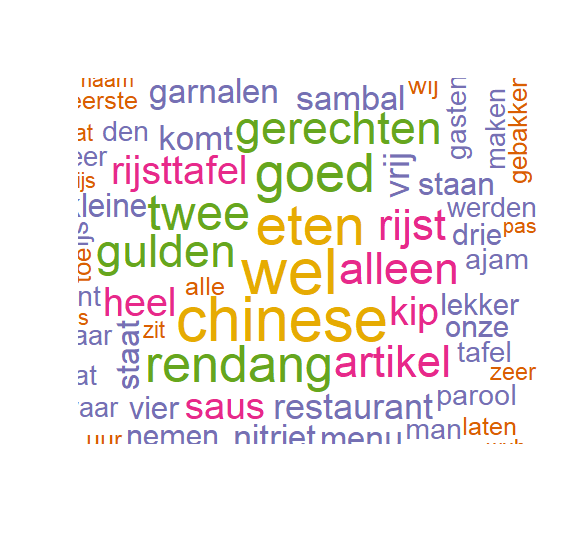 naam
garnalen
sambal
wij
gasten
maken
gebakker
eerste
den
komt
gerechten
at
eer
rijsttafel
goed
vrij
staan
ijs
kleine
twee
eten
rijst
werden
drie
pas
ijs
toe
gulden
wel
alleen
ajam
nt
heel
alle
chinese
kip
lekker
s
aar
staat
zit
onze
rendang
artikel
tafel
zeer
at
aar
vier
saus
restaurant
parool
uur
nemen
nitriet
menu
man
laten